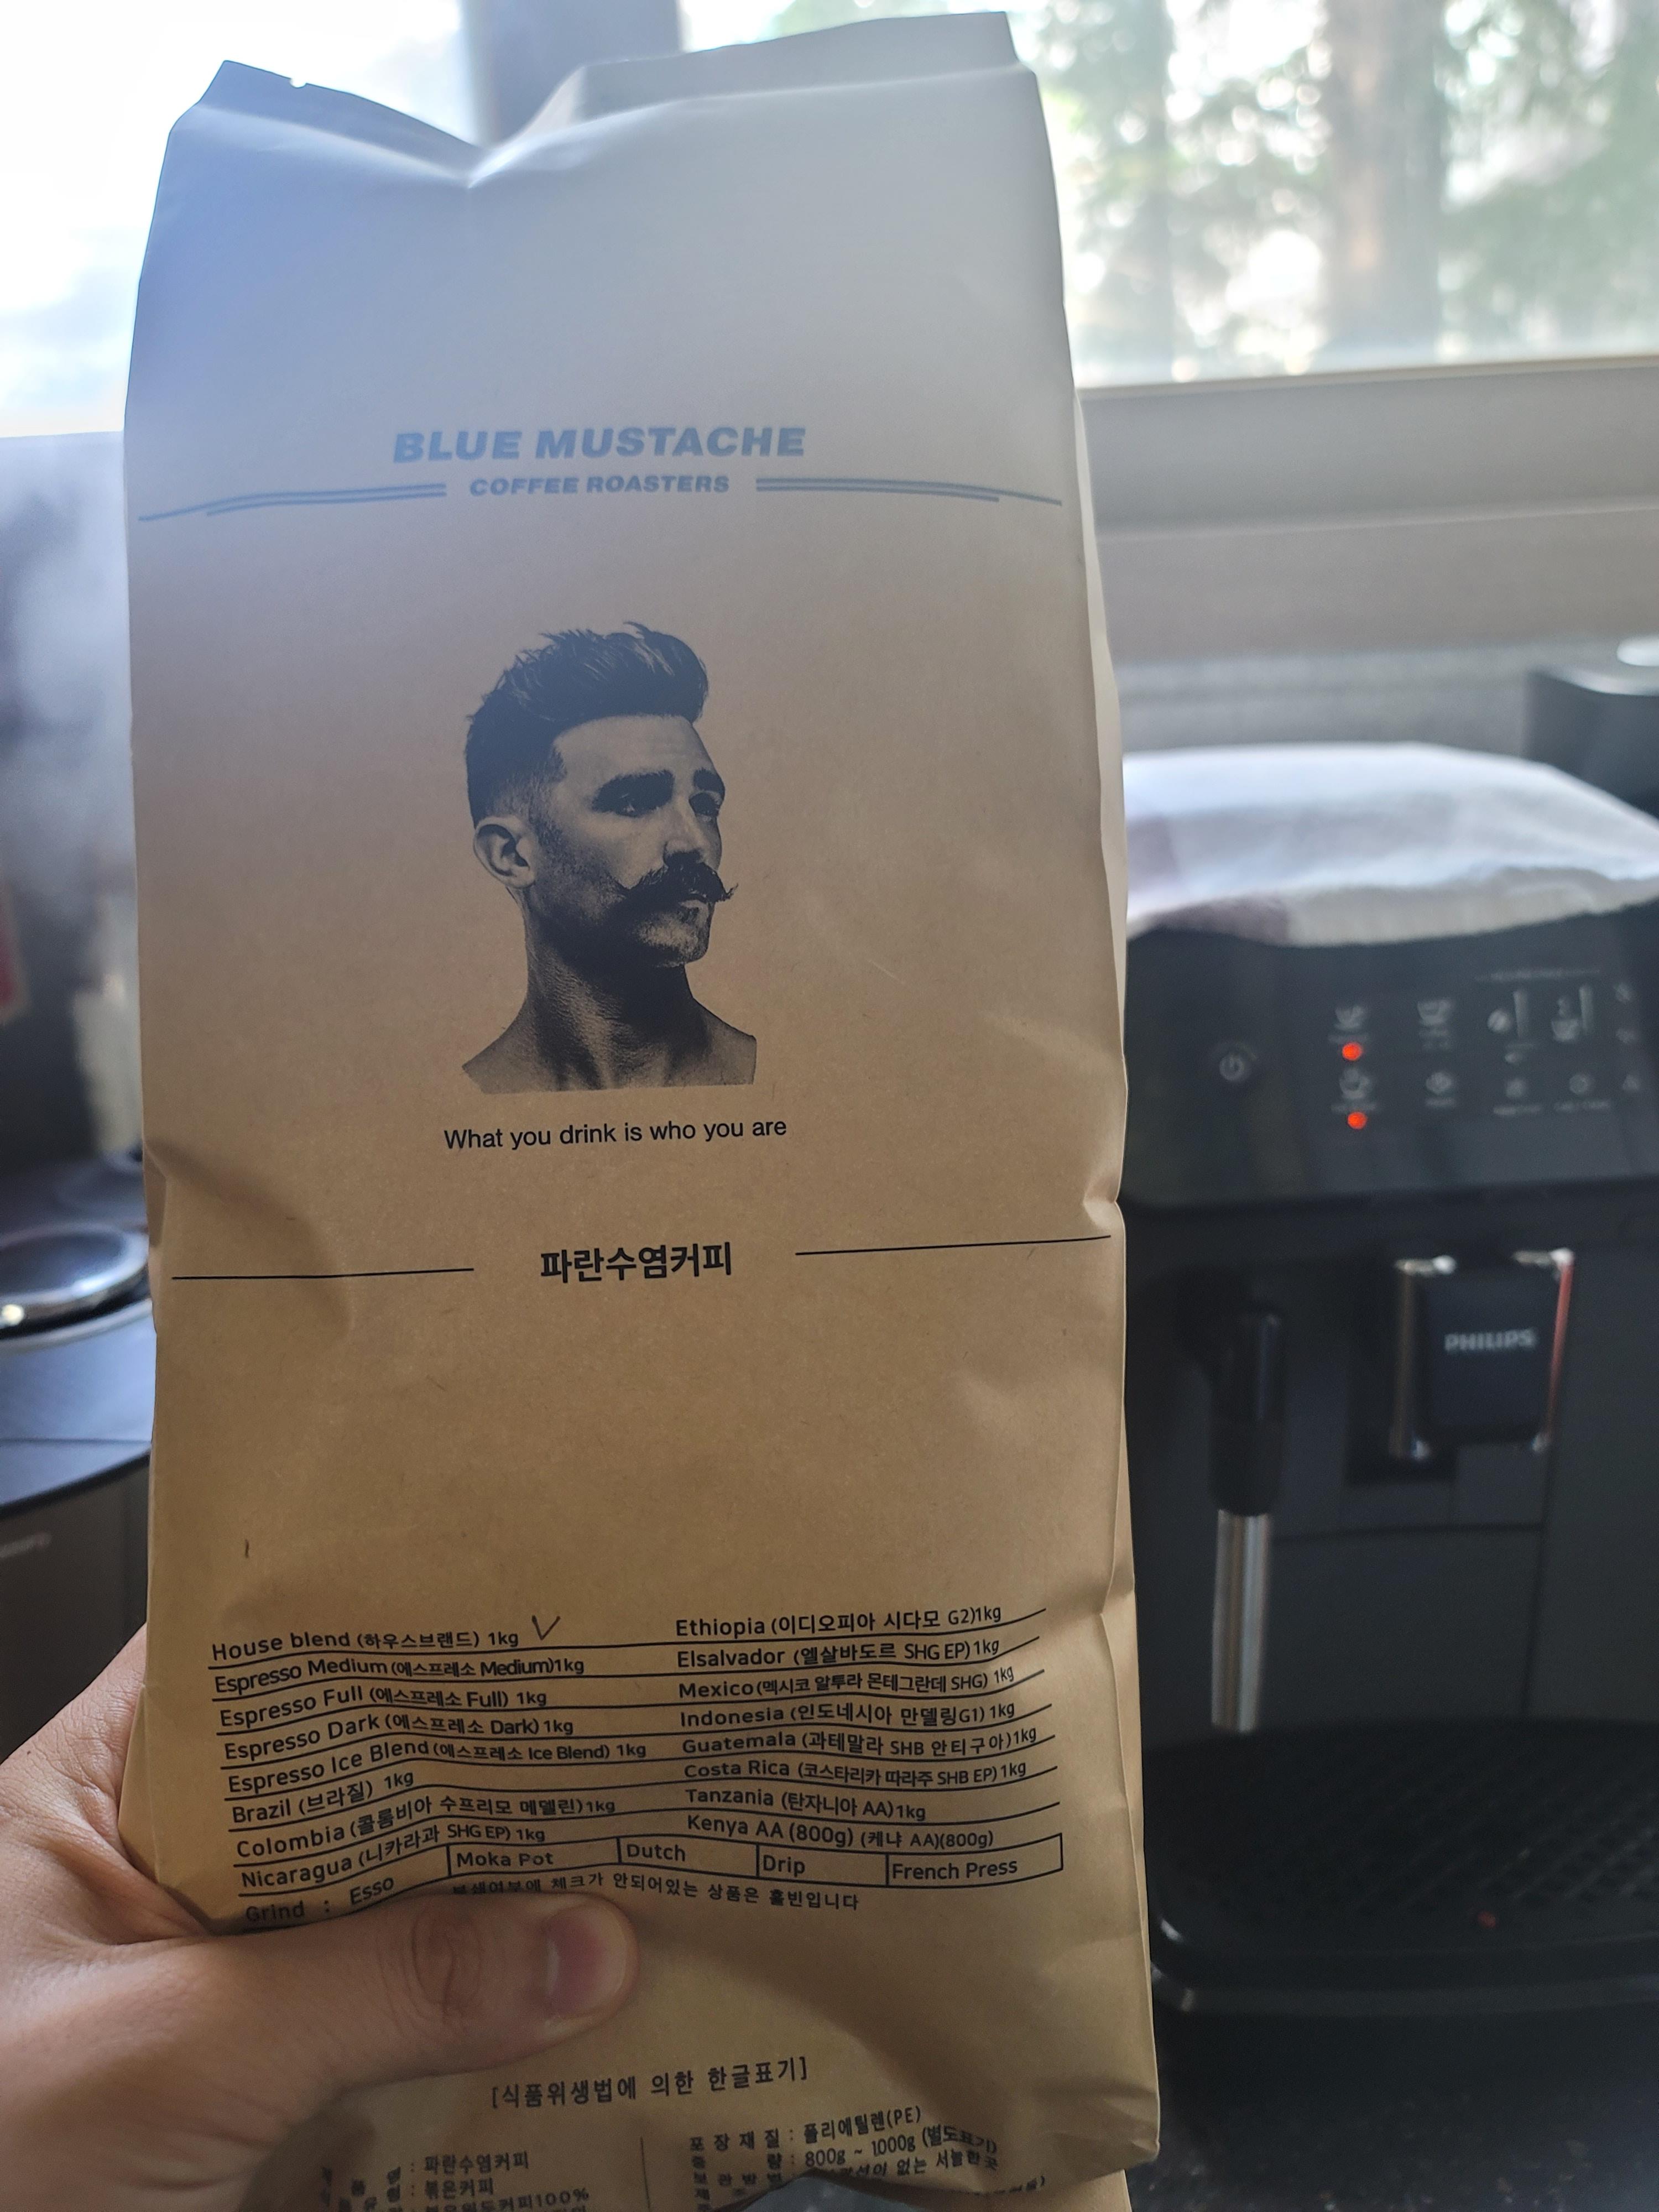 BLUE MUSTACHE
COFFEE ROASTERS
What you drink is who you are
파란수염커피
House blend (하우스브랜드) 1kg V
Espresso Medium (에스프레소 Medium)1kg
Espresso Full (에스프레소 Full) 1kg
Espresso Dark (에스프레소 Dark) 1kg
Espresso Ice Blend (에스프레소 Ice Blend) 1kg
Brazil (브라질) 1kg
Colombia (콜롬비아 수프리모 메델린)1kg
Nicaragua (니카라과 SHG EP) 1kg
Ethiopia (이디오피아 시다모 G2)1kg
Elsalvador (엘살바도르 SHG EP) 1kg
Mexico (멕시코 알투라 몬테그란데 SHG) 1kg
Indonesia (인도네시아 만델링G1) 1kg
Guatemala (과테말라 SHB 안티구아)1kg
Costa Rica (코스타리카 따라주 SHB EP)1kg
Tanzania (탄자니아 AA)1kg
Kenya AA (800g) (케냐 AA)(800g)
Grind : Esso Moka Pot Dutch Drip French Press
체크가 안되어있는 상품은 홀빈입니다
[식품위생법에 의한 한글표기]
명 : 파란수염커피
형 : 볶은커피
포 장 재 질 : 폴리에틸렌(PE)
량 : 800g ~ 1000g (별도표기)
없는 서늘한곳
PHILIPS